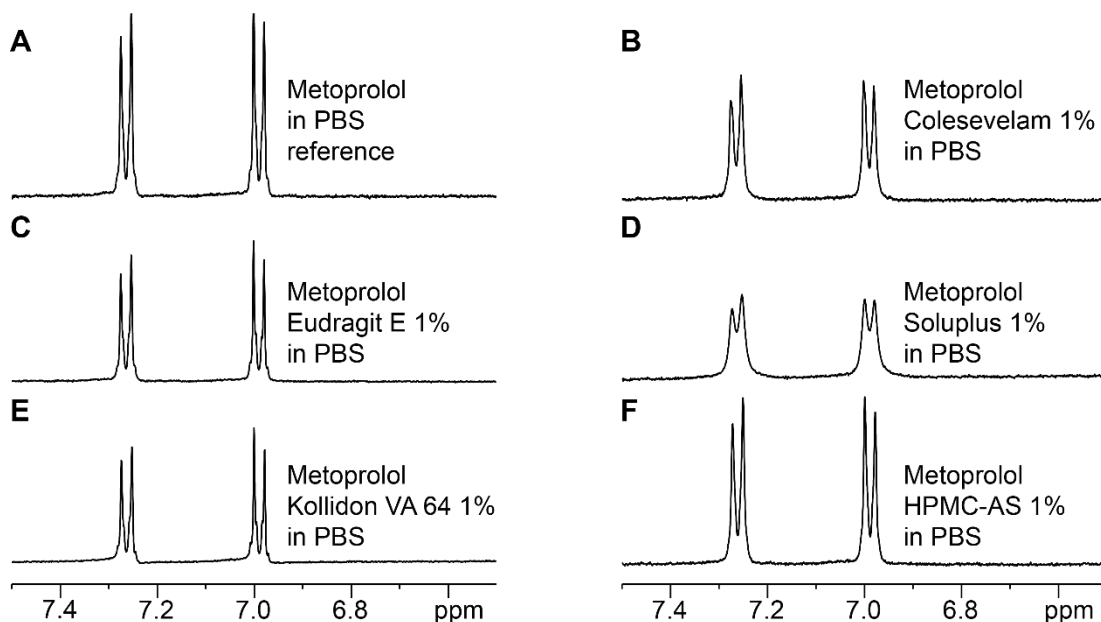 A
Metoprolol
in PBS
reference
B
Metoprolol
Colesevelam 1%
in PBS
C
Metoprolol
Eudragit E 1%
in PBS
D
Metoprolol
Soluplus 1%
in PBS
E
Metoprolol
Kollidon VA 64 1%
in PBS
F
Metoprolol
HPMC-AS 1%
in PBS
7.4 7.2 7.0 6.8 ppm
7.4 7.2 7.0 6.8 ppm